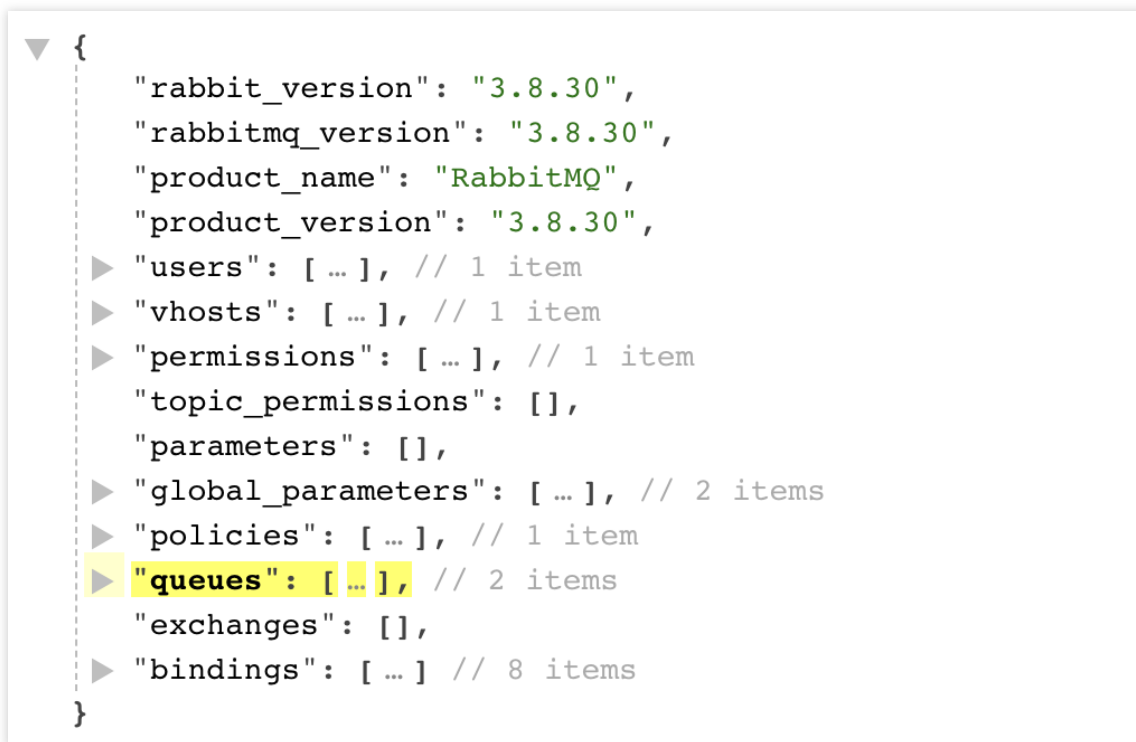 {
"rabbit_version": "3.8.30",
"rabbitmq_version": "3.8.30",
"product_name": "RabbitMQ",
"product_version": "3.8.30",
"users": [ … ], // 1 item
"vhosts": [ … ], // 1 item
"permissions": [ … ], // 1 item
"topic_permissions": [],
"parameters": [],
"global_parameters": [ … ], // 2 items
"policies": [ … ], // 1 item
"queues": [ … ], // 2 items
"exchanges": [],
"bindings": [ … ] // 8 items
}